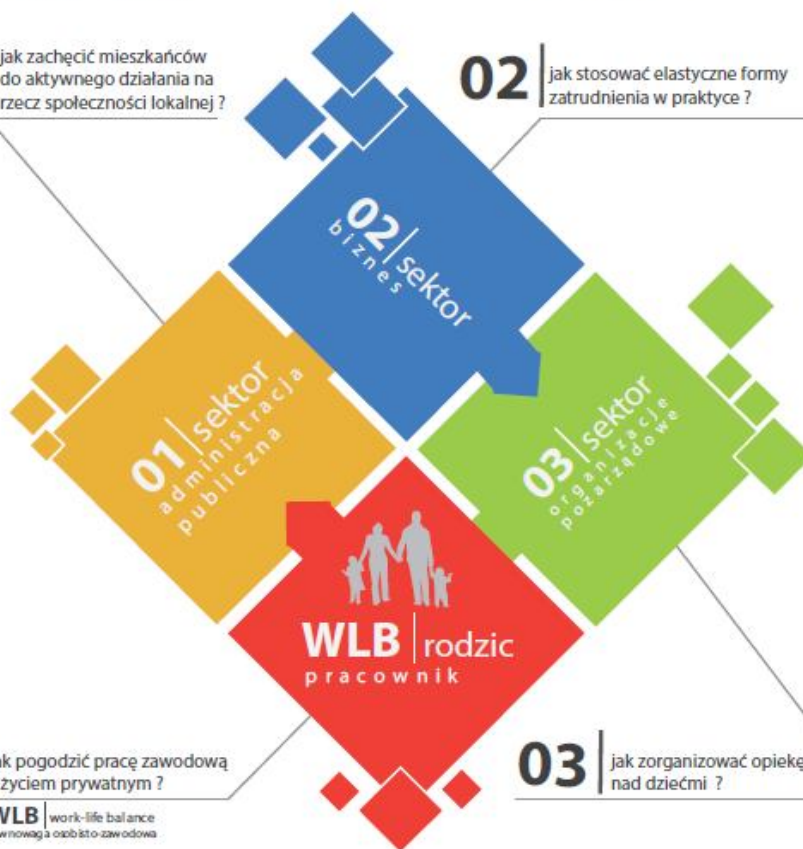 jak zachęcić mieszkańców
do aktywnego działania na
rzecz społeczności lokalnej ?
02 jak stosować elastyczne formy
zatrudnienia w praktyce ?
02 sektor
biznes
01 sektor
administracja
publiczna
03 sektor
organizacje
pozarządowe
WLB rodzic
pracownik
pogodzić pracę zawodową
życiem prywatnym ?
WLB work-life balance
osobisto-zawodowa
03 jak zorganizować opiekę
nad dziećmi ?